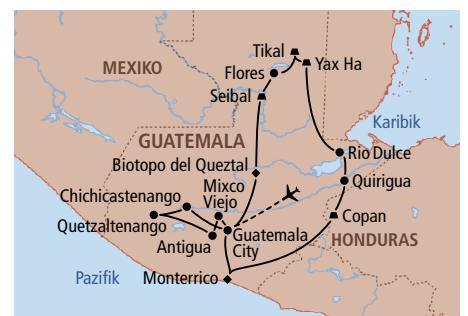 Tikal
Yax Ha
MEXIKO
Flores
Seibal
Karibik
GUATEMALA
Rio Dulce
Biotopo del Queztal
Mixco
Viejo
Quirigua
Chichicastenango
Quetzaltenango
Copan
Guatemala
City
Antigua
HONDURAS
Pazifik
Monterrico